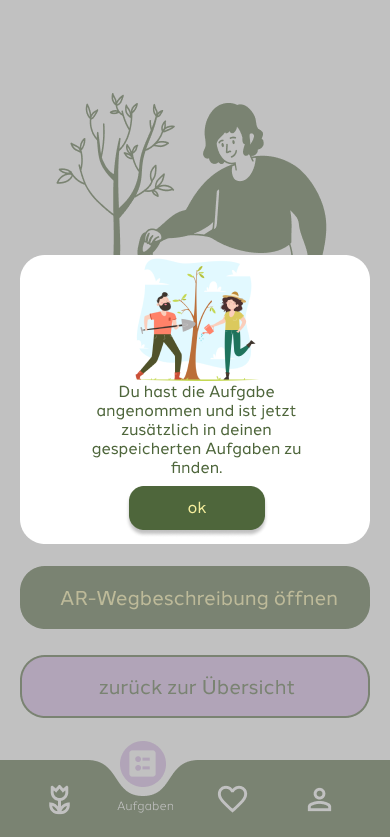 Du hast die Aufgabe
angenommen und ist jetzt
zusätzlich in deinen
gespeicherten Aufgaben zu
finden.
ok
AR-Wegbeschreibung öffnen
zurück zur Übersicht
Aufgaben